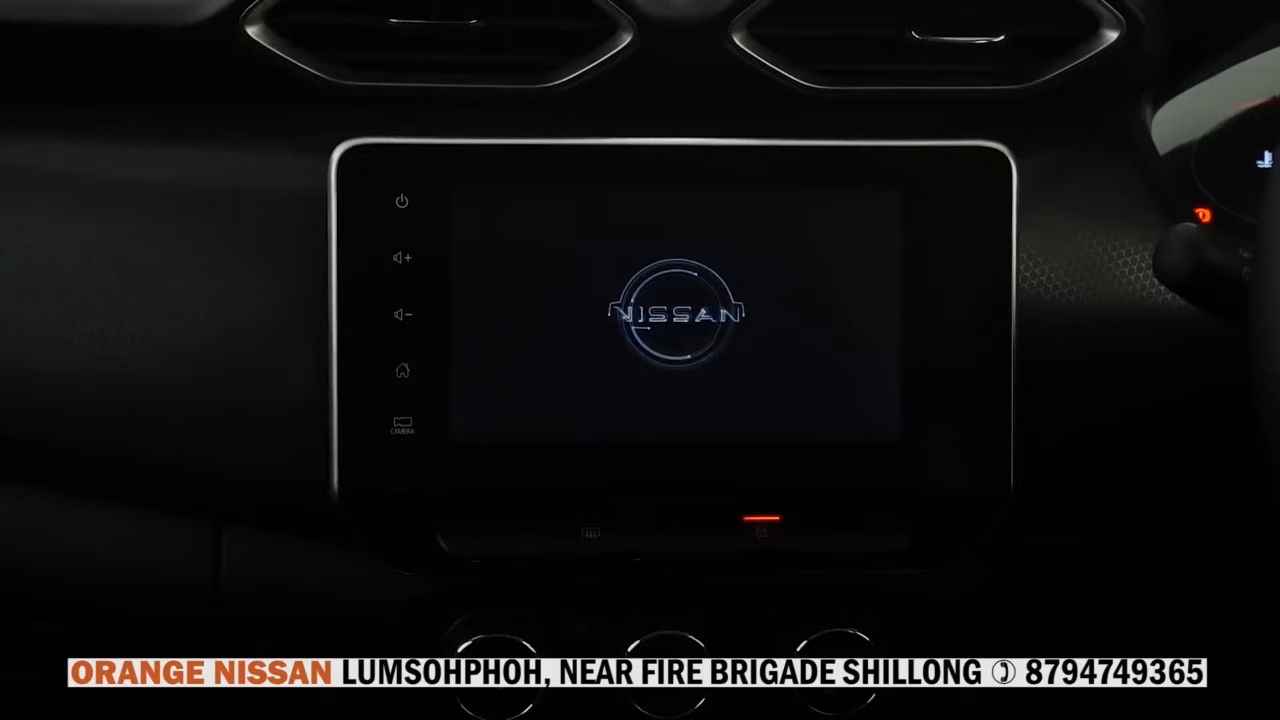 NISSAN
CAMERA
ORANGE NISSAN LUMSOHPHOH, NEAR FIRE BRIGADE SHILLONG ✆ 8794749365